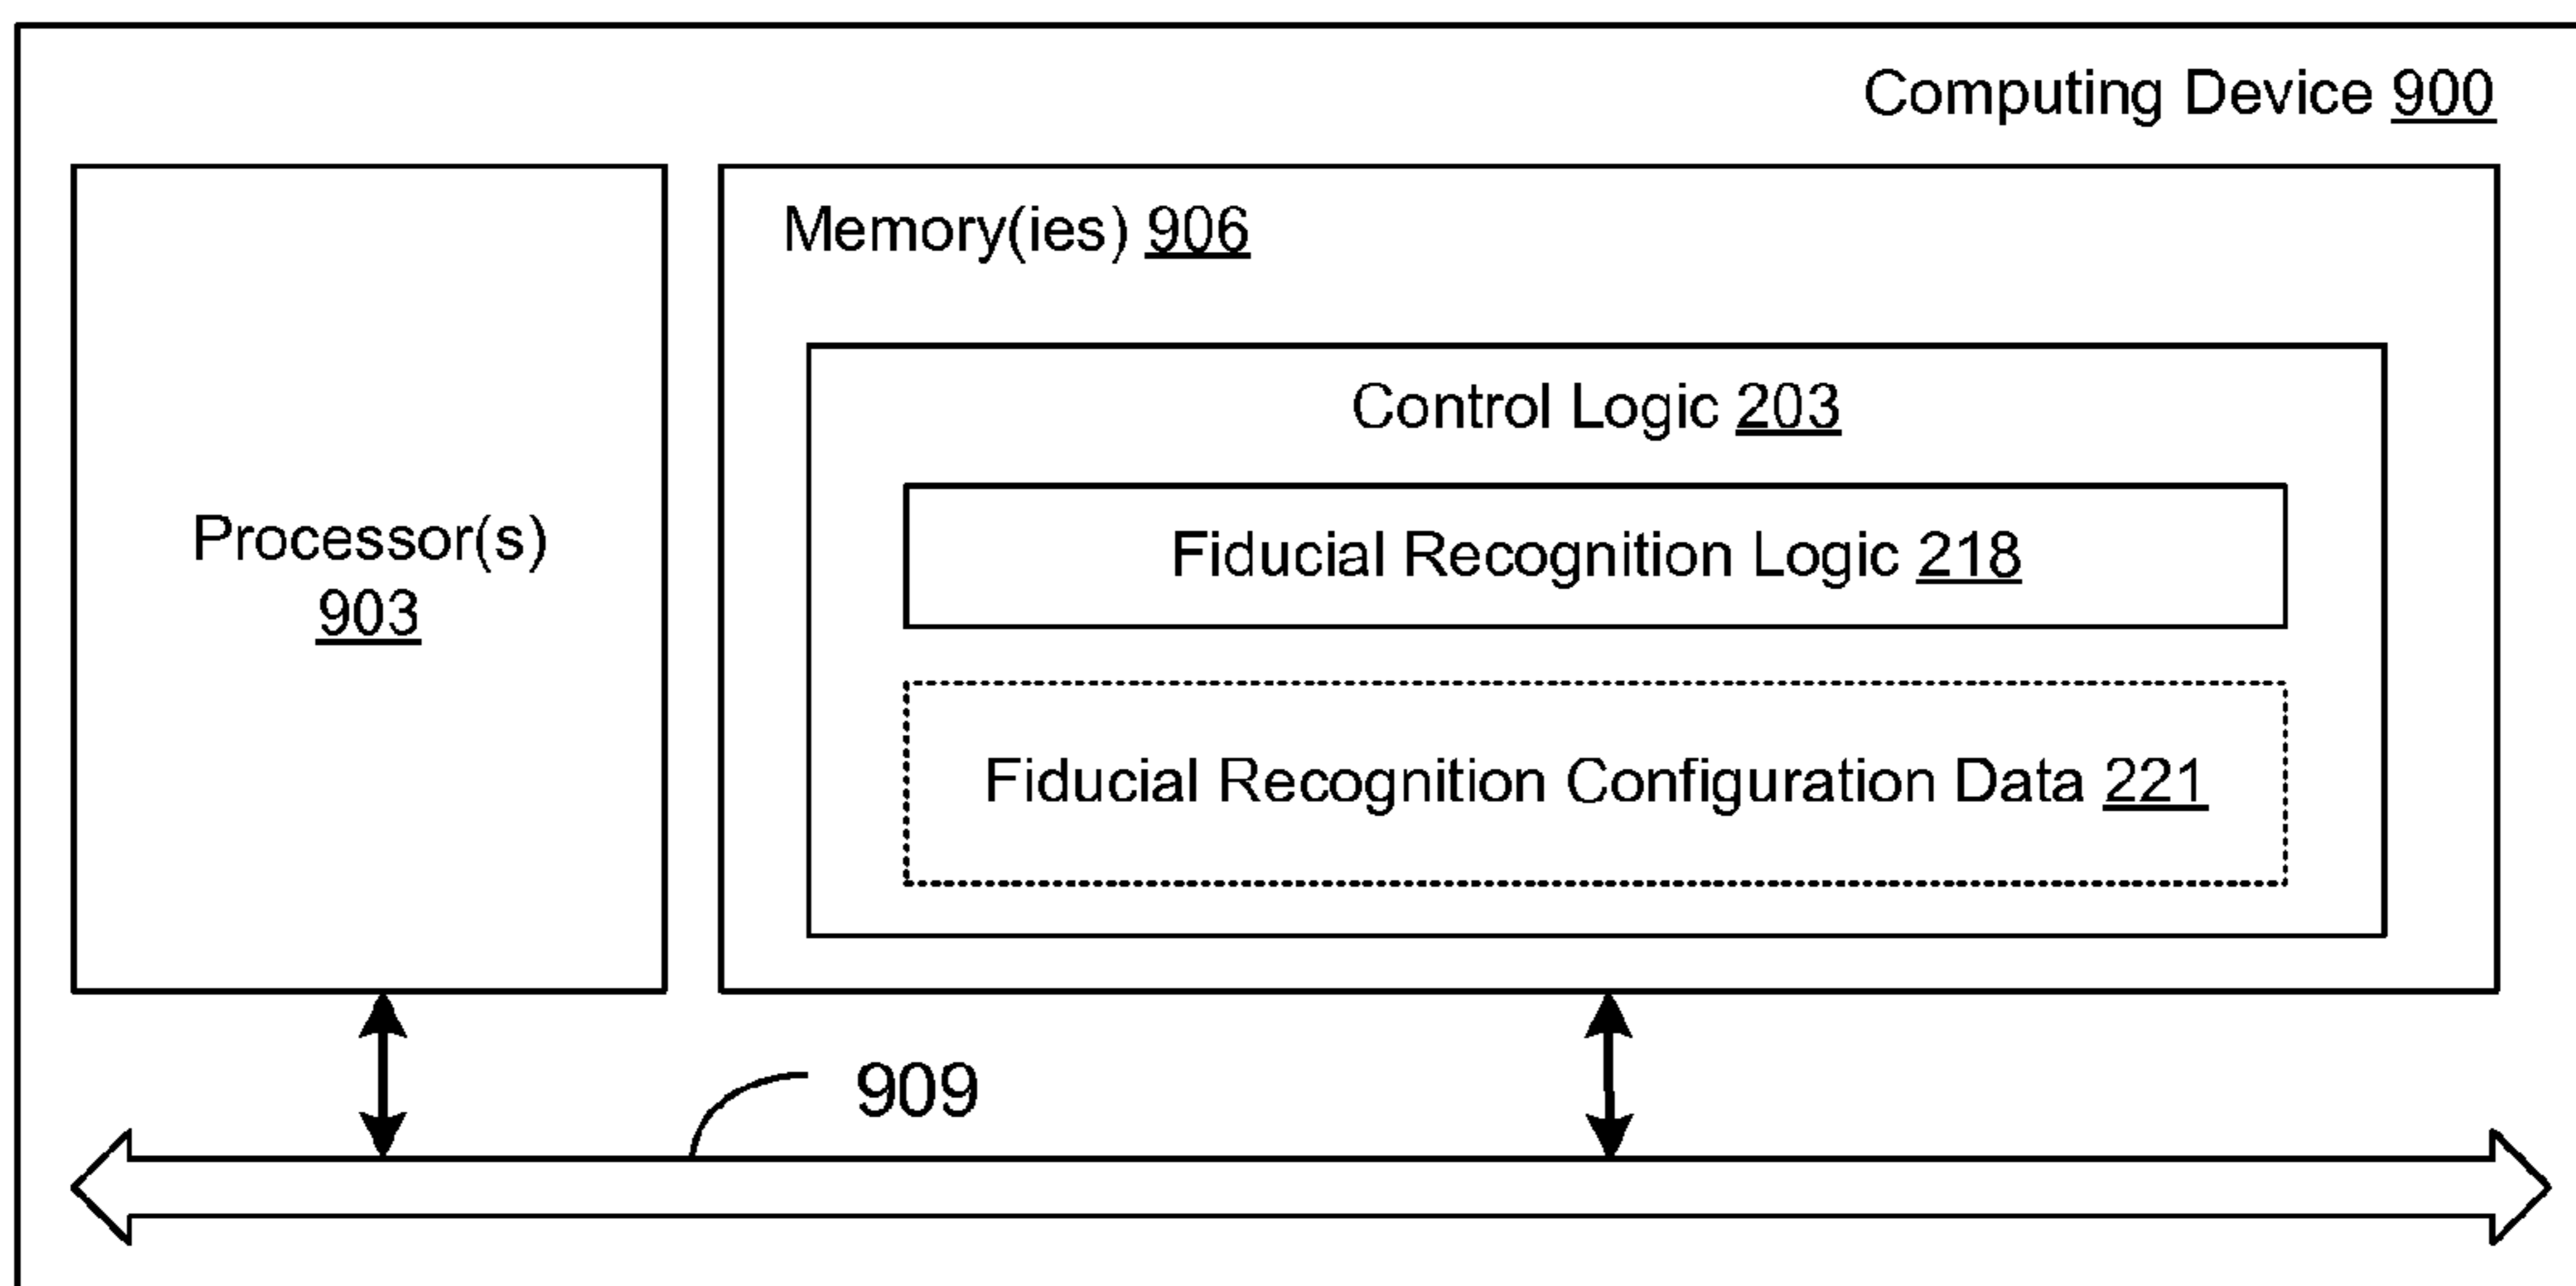 Computing Device 900
Memory(ies) 906
Control Logic 203
Fiducial Recognition Logic 218
Processor(s)
903
Fiducial Recognition Configuration Data 221
909